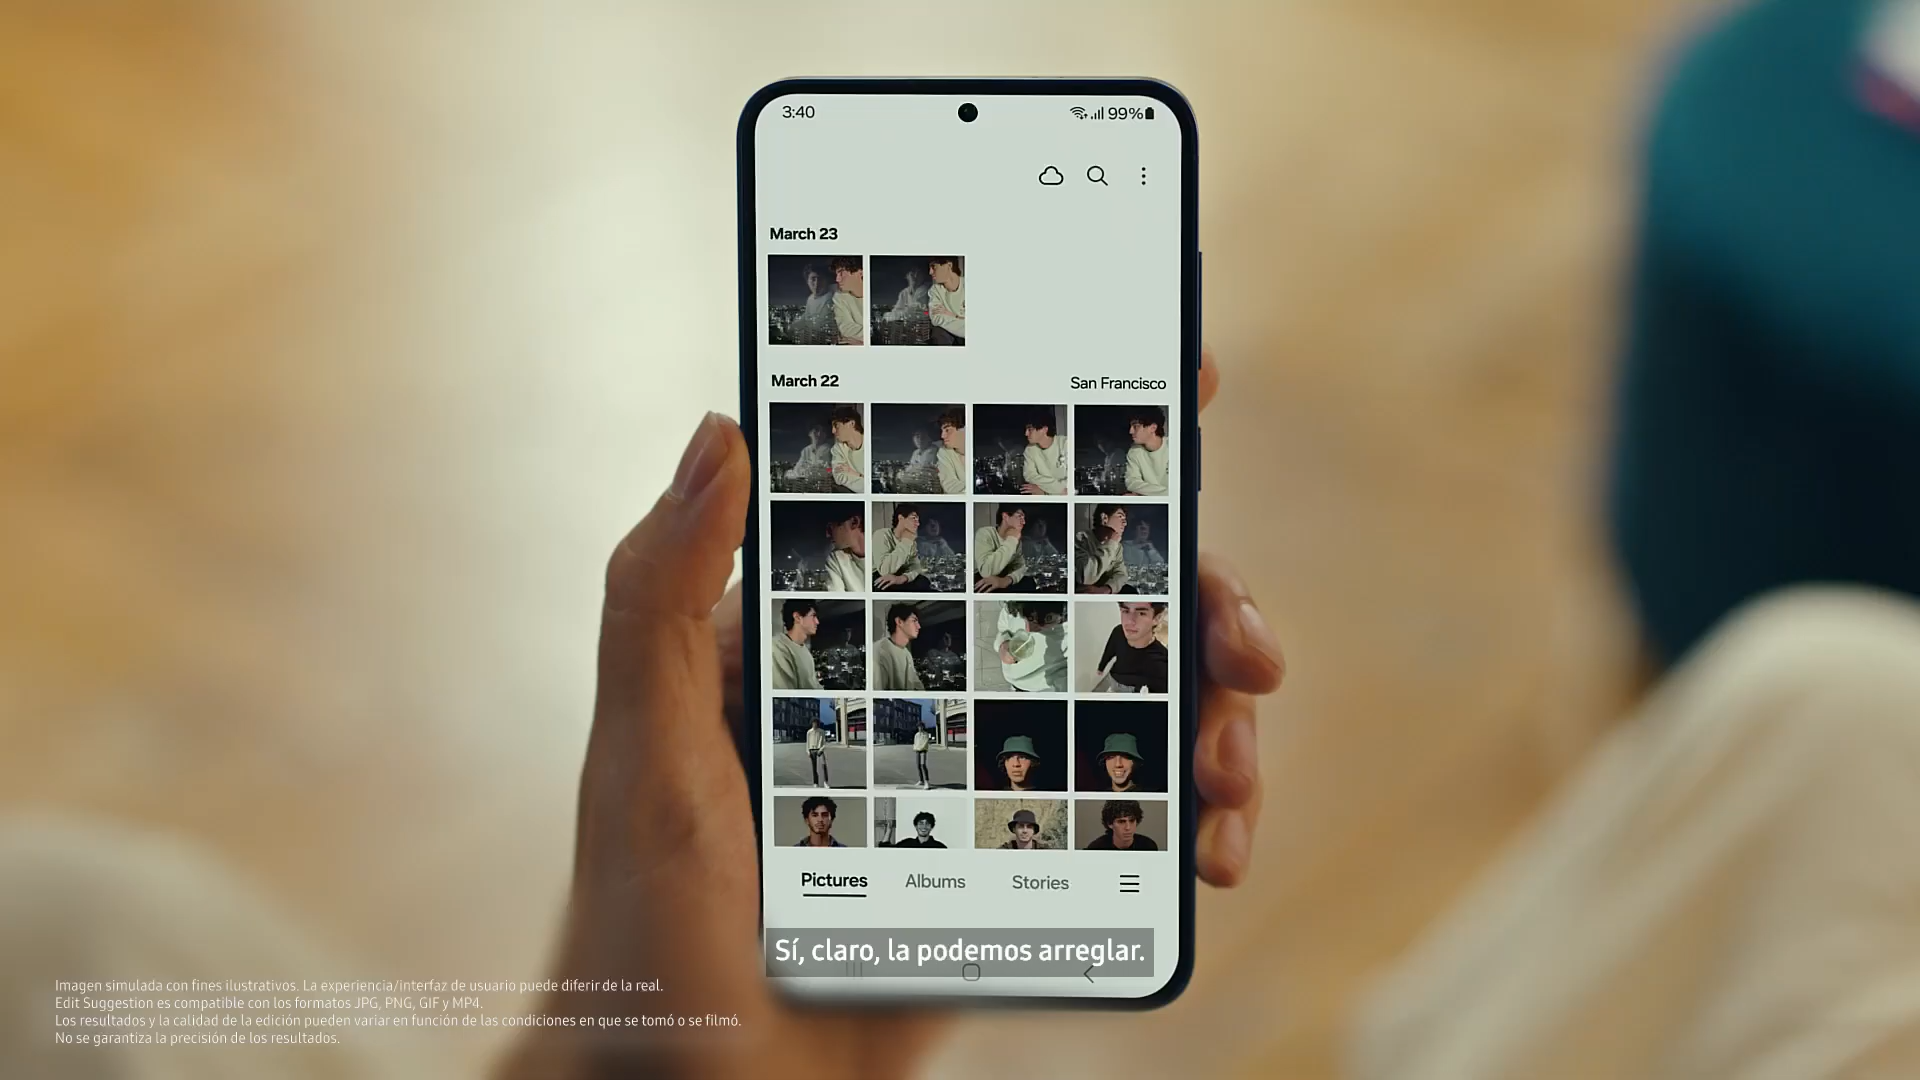 3:40
99%
March 23
March 22
San Francisco
Pictures
Albums
Stories
Sí, claro, la podemos arreglar.
Imagen simulada con fines ilustrativos. La experiencia/interfaz de usuario puede diferir de la real.
Edit Suggestion es compatible con los formatos JPG, PNG, GIF y MP4.
Los resultados y la calidad de la edición pueden variar en función de las condiciones en que se tomó o se filmó.
No se garantiza la precisión de los resultados.